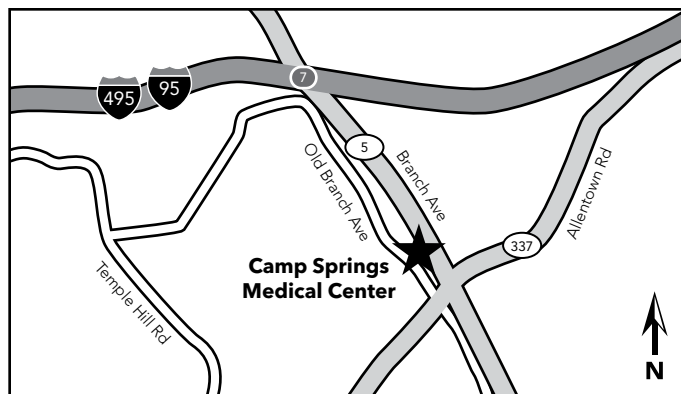 7
95
495
5
Old Branch Ave
Branch Ave
Allentown Rd
337
Camp Springs
Medical Center
Temple Hill Rd
N